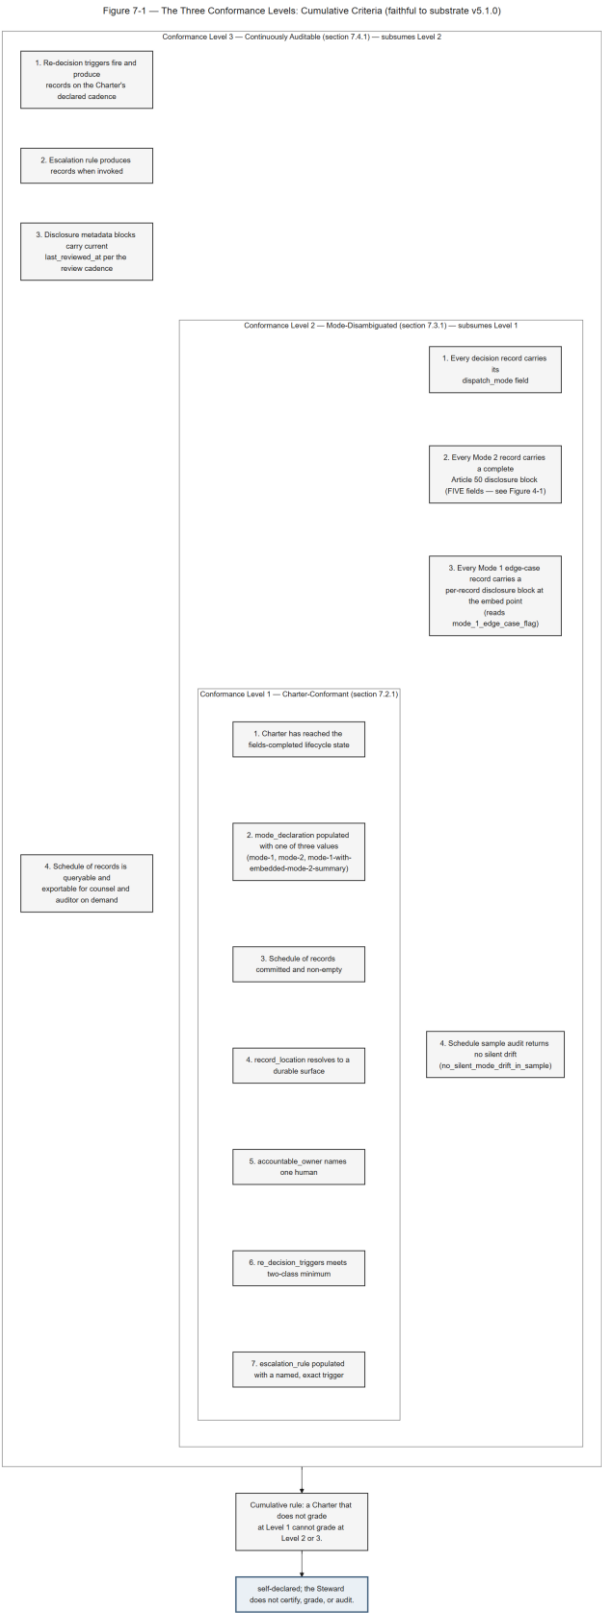 Figure 7-1 — The Three Conformance Levels: Cumulative Criteria (faithful to substrate v5.1.0)
Conformance Level 3 — Continuously Auditable (section 7.4.1) — subsumes Level 2
1. Re-decision triggers fire and
produce
records on the Charter's
declared cadence
2. Escalation rule produces
records when invoked
3. Disclosure metadata blocks
carry current
last_reviewed_at per the
review cadence
4. Schedule of records is
queryable and
exportable for counsel and
auditor on demand
Conformance Level 2 — Mode-Disambiguated (section 7.3.1) — subsumes Level 1
1. Every decision record carries
its
dispatch_mode field
2. Every Mode 2 record carries
a complete
Article 50 disclosure block
(FIVE fields — see Figure 4-1)
3. Every Mode 1 edge-case
record carries a
per-record disclosure block at
the embed point
(reads
mode_1_edge_case_flag)
4. Schedule sample audit returns
no silent drift
(no_silent_mode_drift_in_sample)
Conformance Level 1 — Charter-Conformant (section 7.2.1)
1. Charter has reached the
fields-completed lifecycle state
2. mode_declaration populated
with one of three values
(mode-1, mode-2, mode-1-with-
embedded-mode-2-summary)
3. Schedule of records
committed and non-empty
4. record_location resolves to a
durable surface
5. accountable_owner names
one human
6. re_decision_triggers meets
two-class minimum
7. escalation_rule populated
with a named, exact trigger
Cumulative rule: a Charter that
does not grade
at Level 1 cannot grade at
Level 2 or 3.
self-declared; the Steward
does not certify, grade, or audit.